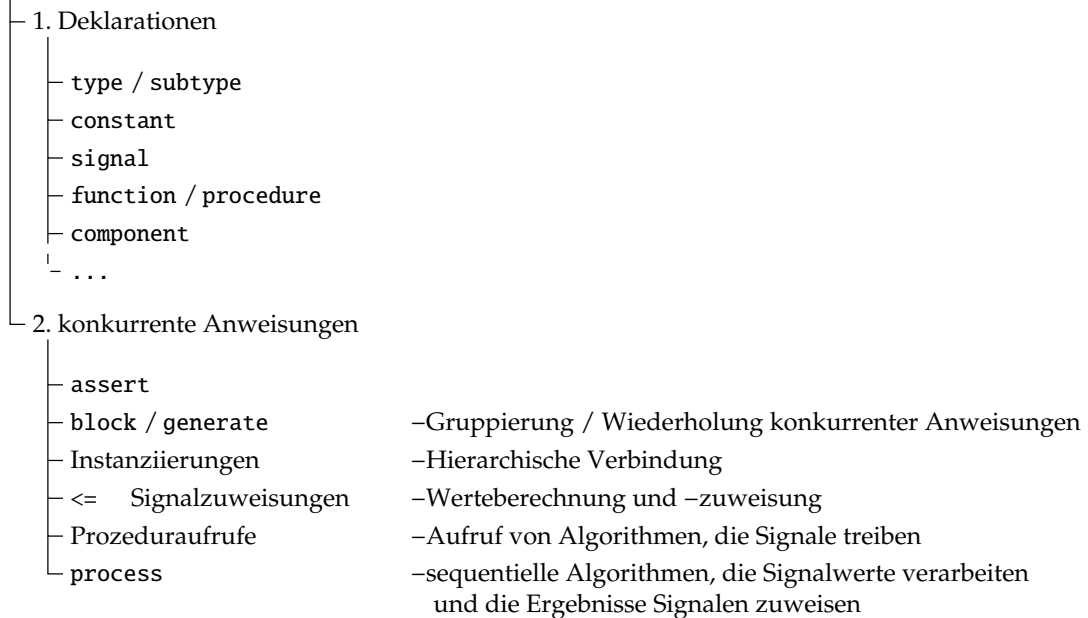 1. Deklarationen
type / subtype
constant
signal
function / procedure
component
...
2. konkurrente Anweisungen
assert
block / generate −Gruppierung / Wiederholung konkurrenter Anweisungen
Instanziierungen −Hierarchische Verbindung
<= Signalzuweisungen −Werteberechnung und −zuweisung
Prozeduraufrufe −Aufruf von Algorithmen, die Signale treiben
process −sequentielle Algorithmen, die Signalwerte verarbeiten
und die Ergebnisse Signalen zuweisen